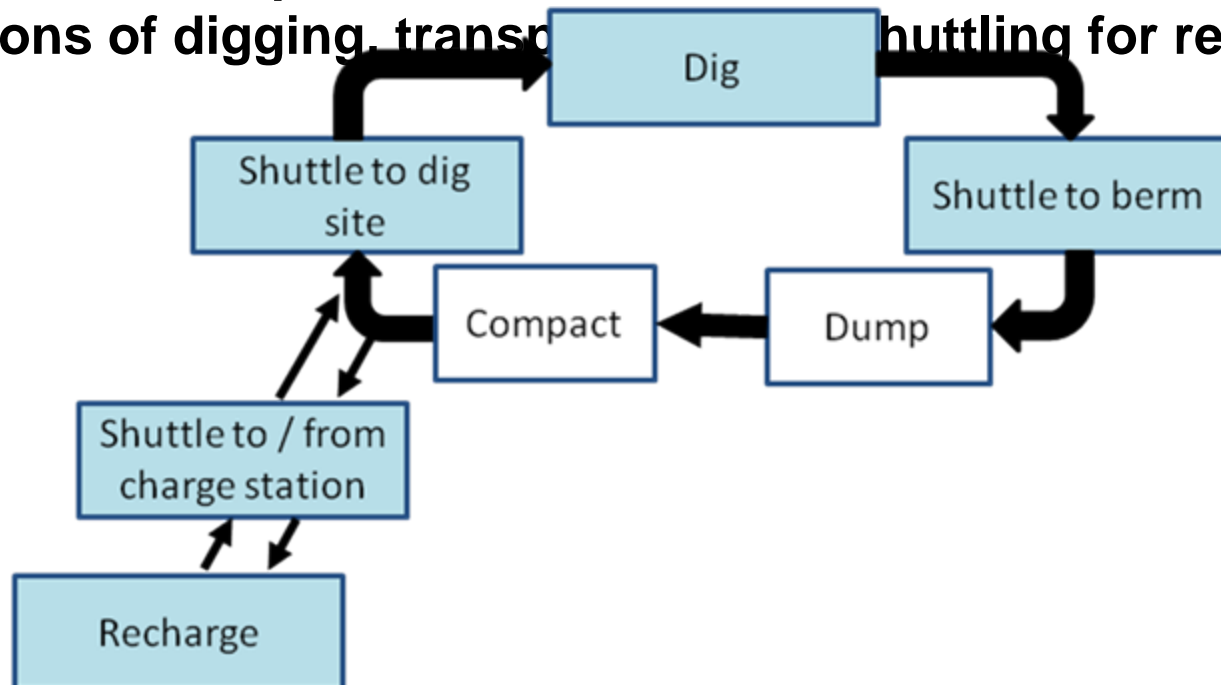 ons of digging, transp huttling for re
Dig
Shuttle to dig
site
Shuttle to berm
Compact
Dump
Shuttle to / from
charge station
Recharge